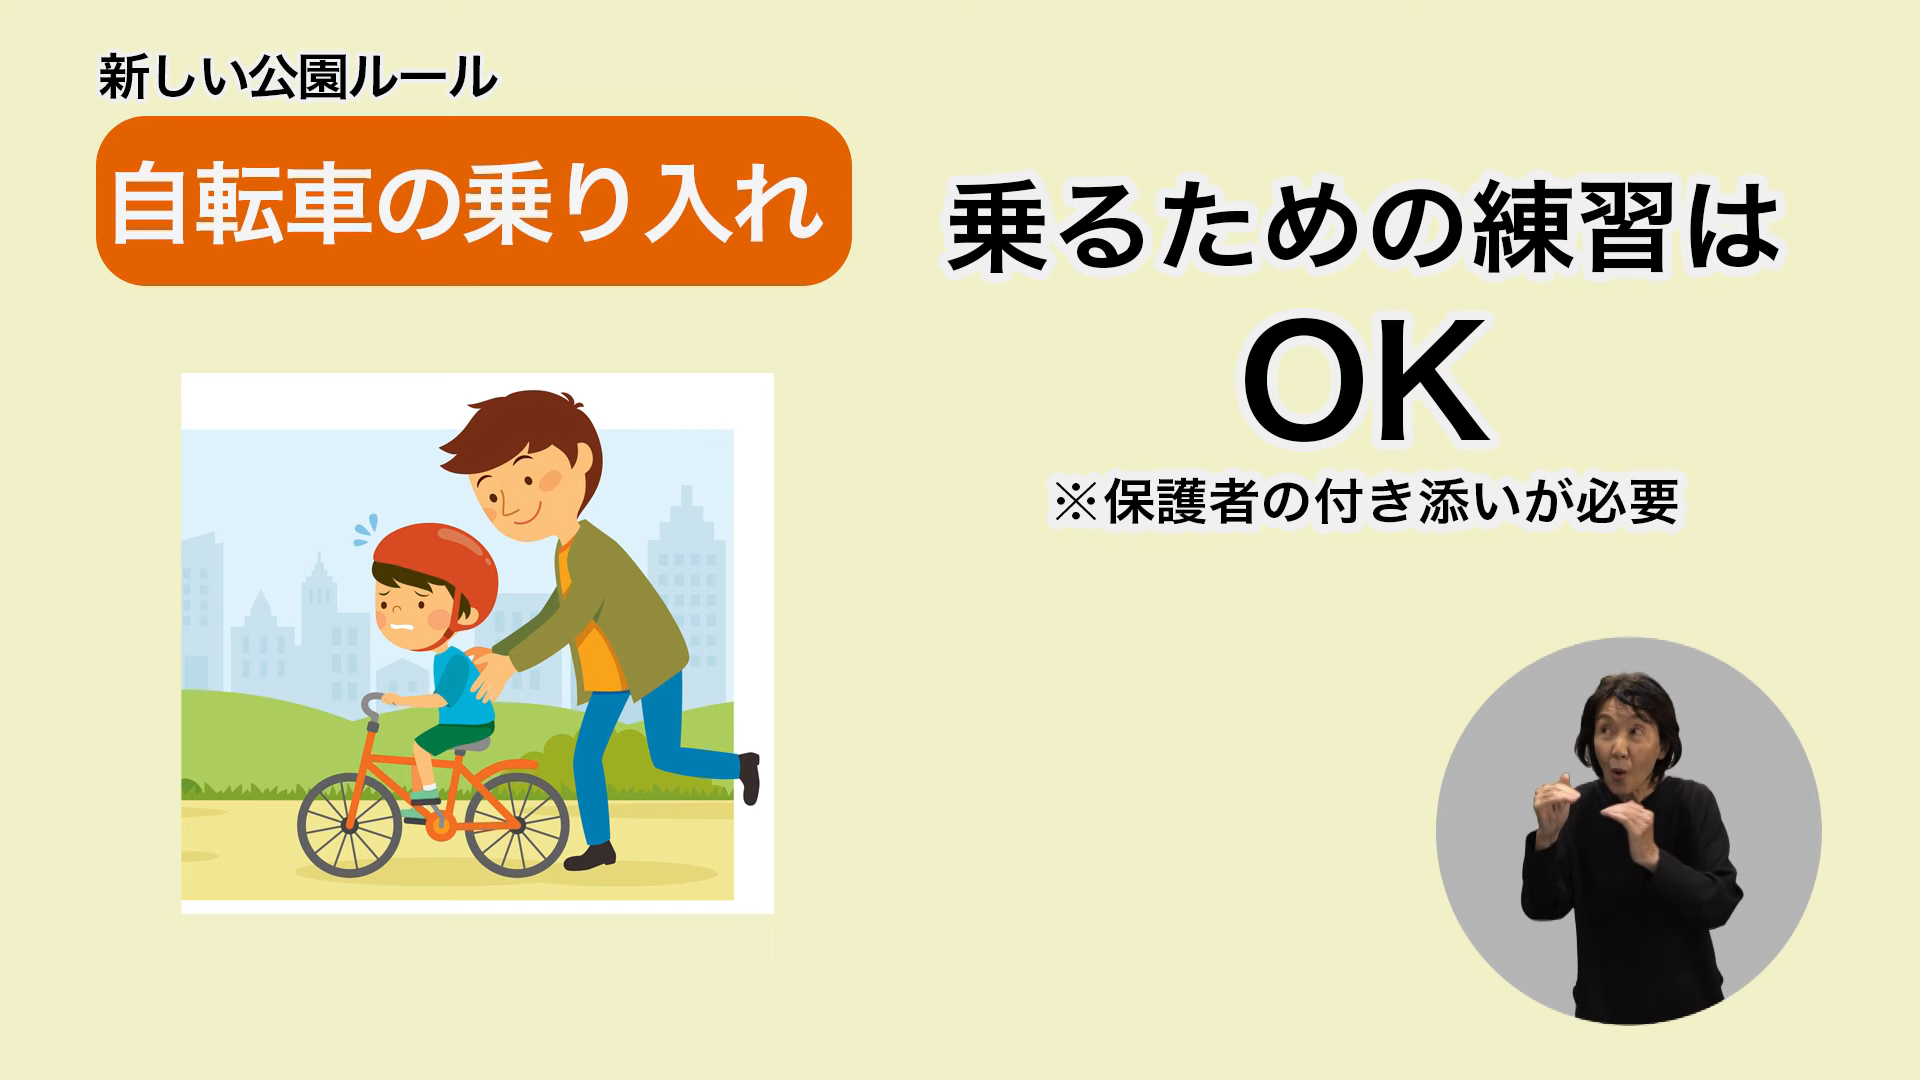 新しい公園ルール
自転車の乗り入れ
乗るための練習は
OK
※保護者の付き添いが必要